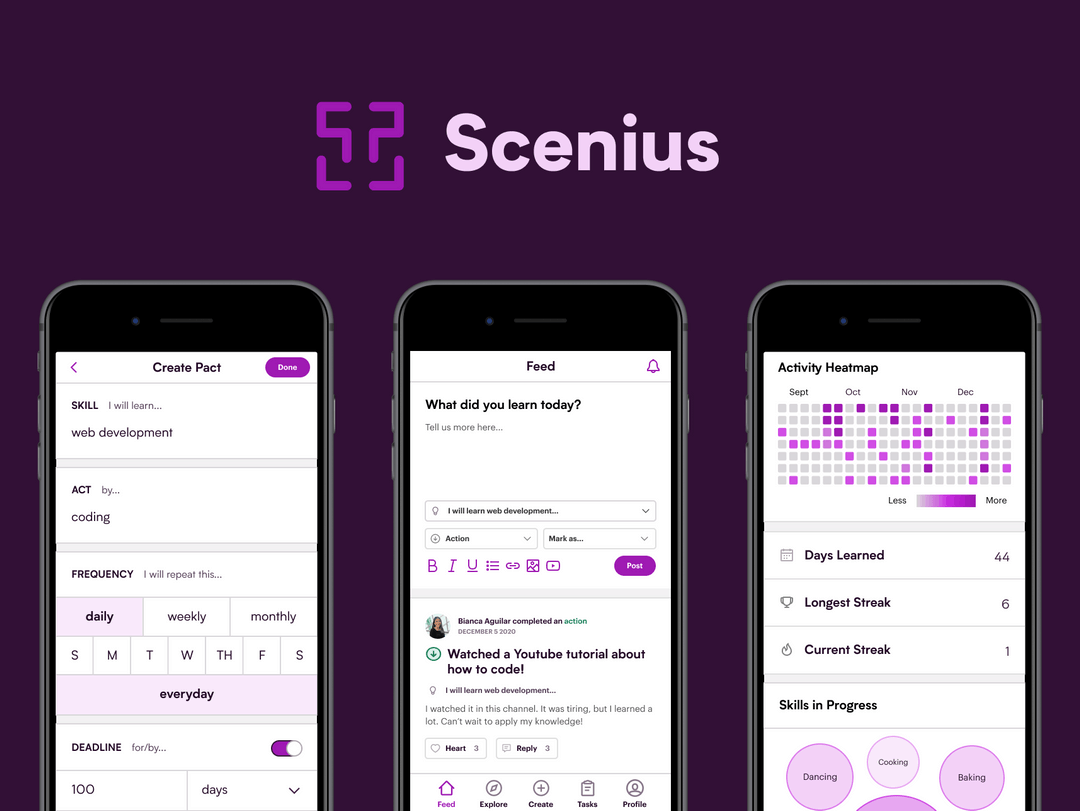 Scenius
Create Pact
Done
SKILL I will learn...
web development
ACT by...
coding
FREQUENCY I will repeat this...
daily weekly monthly
S M T W TH F S
everyday
DEADLINE for/by...
100 days
Feed
What did you learn today?
Tell us more here...
I will learn web development...
Action Mark as...
B I U
Post
Bianca Aguilar completed an action
DECEMBER 5 2020
Watched a Youtube tutorial about
how to code!
I will learn web development...
I watched it in this channel. It was tiring, but I learned a
lot. Can't wait to apply my knowledge!
Heart 3 Reply 3
Feed Explore Create Tasks Profile
Activity Heatmap
Sept Oct Nov Dec
Less More
Days Learned 44
Longest Streak 6
Current Streak 1
Skills in Progress
Dancing Cooking Baking